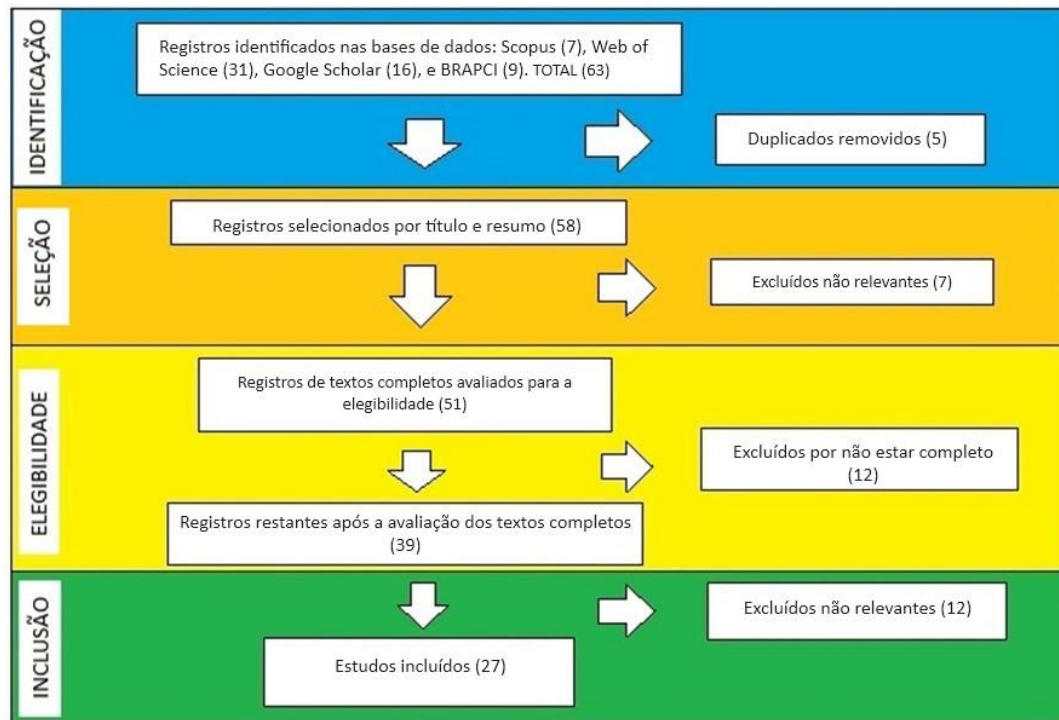 IDENTIFICAÇÃO
Registros identificados nas bases de dados: Scopus (7), Web of
Science (31), Google Scholar (16), e BRAPCI (9). TOTAL (63)
Duplicados removidos (5)
SELEÇÃO
Registros selecionados por título e resumo (58)
Excluídos não relevantes (7)
ELEGIBILIDADE
Registros de textos completos avaliados para a
elegibilidade (51)
Excluídos por não estar completo
(12)
Registros restantes após a avaliação dos textos completos
(39)
INCLUSÃO
Excluídos não relevantes (12)
Estudos incluídos (27)